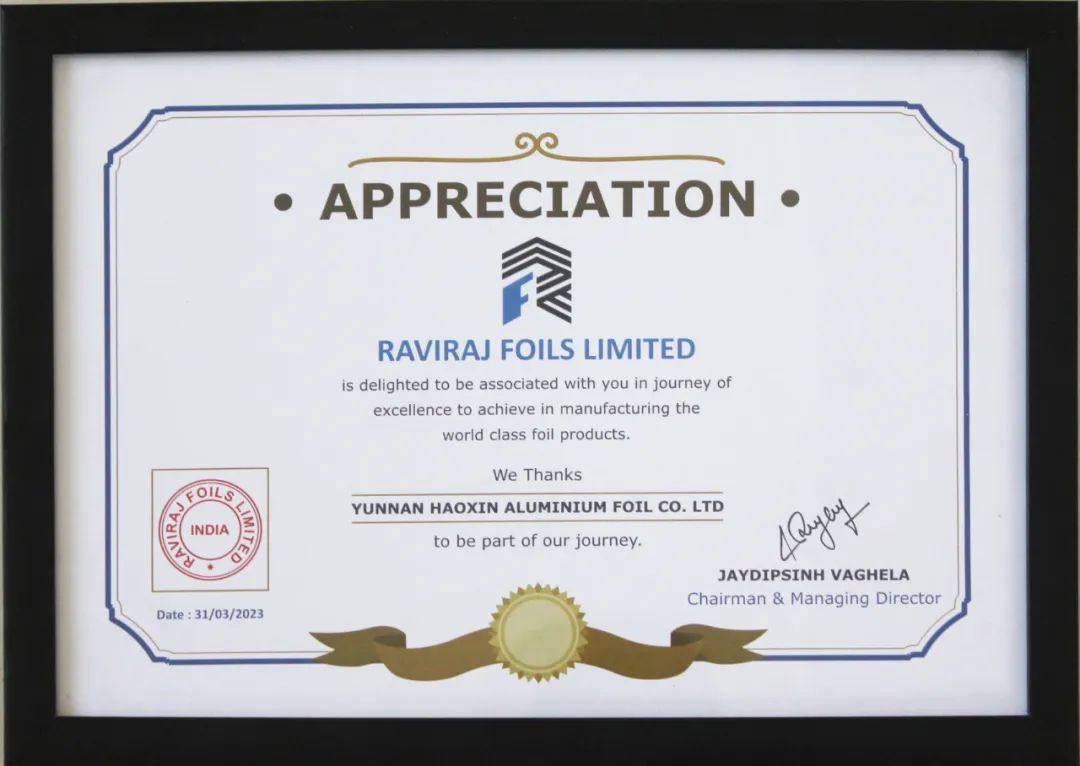 • APPRECIATION •
RAVIRAJ FOILS LIMITED
is delighted to be associated with you in journey of
excellence to achieve in manufacturing the
world class foil products.
We Thanks
YUNNAN HAOXIN ALUMINIUM FOIL CO. LTD
to be part of our journey.
RAVIRAJ FOILS LIMITED
INDIA
Date : 31/03/2023
JAYDIPSINH VAGHELA
Chairman & Managing Director